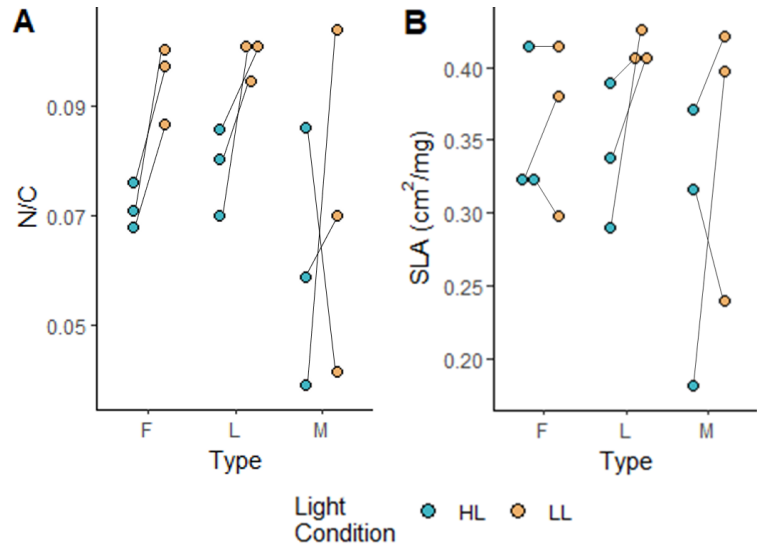 A
B
N/C
0.09
0.07
0.05
F L M
Type
SLA (cm²/mg)
0.40
0.35
0.30
0.25
0.20
F L M
Type
Light
Condition
HL LL